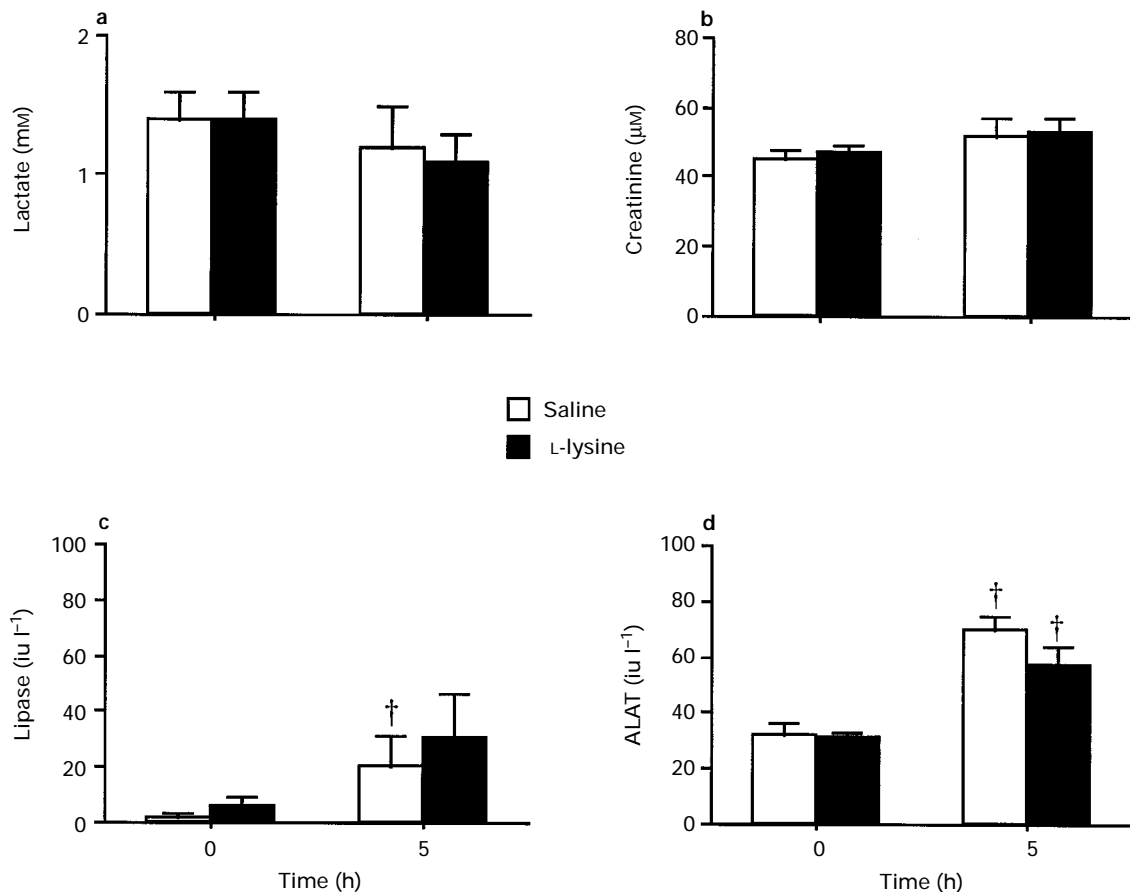 a
2
1
0
Lactate (mM)
b
80
60
40
20
0
Creatinine (μM)
Saline
L-lysine
c
100
80
60
40
20
0
Lipase (iu l⁻¹)
†
0
5
Time (h)
d
100
80
60
40
20
0
ALAT (iu l⁻¹)
†
†
0
5
Time (h)